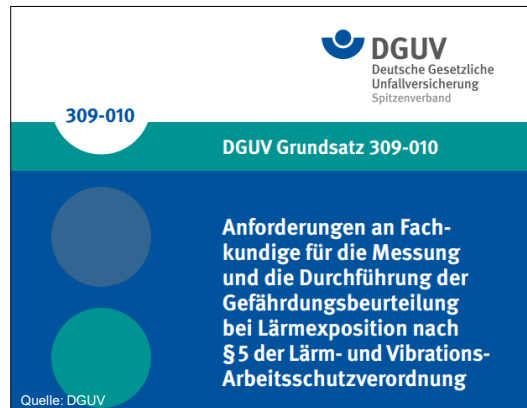 DGUV
Deutsche Gesetzliche
Unfallversicherung
Spitzenverband
309-010
DGUV Grundsatz 309-010
Anforderungen an Fach-
kundige für die Messung
und die Durchführung der
Gefährdungsbeurteilung
bei Lärmexposition nach
§ 5 der Lärm- und Vibrations-
Arbeitsschutzverordnung
Quelle: DGUV